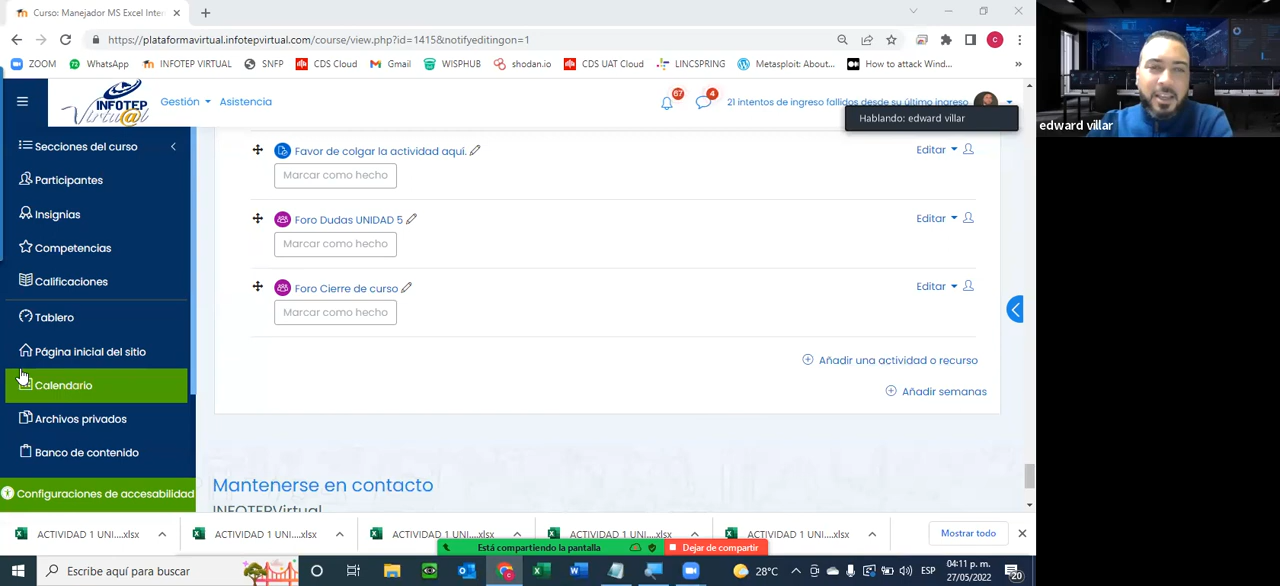 Curso: Manejador MS Excel Inter
https://plataformavirtual.infotepvirtual.com/course/view.php?id=1415&notifyeditingon=1
ZOOM
WhatsApp
INFOTEP VIRTUAL
SNFP
CDS Cloud
Gmail
WISPHUB
shodan.io
CDS UAT Cloud
LINCSPRING
Metasploit: About...
How to attack Wind...
»
INFOTEP
Virtu@l
Gestión
Asistencia
67
4
21 intentos de ingreso fallidos desde su último ingreso
Hablando: edward villar
edward villar
Secciones del curso
Participantes
Insignias
Competencias
Calificaciones
Tablero
Página inicial del sitio
Calendario
Archivos privados
Banco de contenido
Configuraciones de accesabilidad
Favor de colgar la actividad aquí.
Editar
Marcar como hecho
Foro Dudas UNIDAD 5
Editar
Marcar como hecho
Foro Cierre de curso
Editar
Marcar como hecho
Añadir una actividad o recurso
Añadir semanas
Mantenerse en contacto
INFOTEPVirtual
ACTIVIDAD 1 UNI....xlsx
ACTIVIDAD 1 UNI....xlsx
ACTIVIDAD 1 UNI....xlsx
ACTIVIDAD 1 UNI....xlsx
ACTIVIDAD 1 UNI....xlsx
Mostrar todo
Está compartiendo la pantalla
Dejar de compartir
Escribe aquí para buscar
28°C
ESP
04:11 p. m.
27/05/2022
20